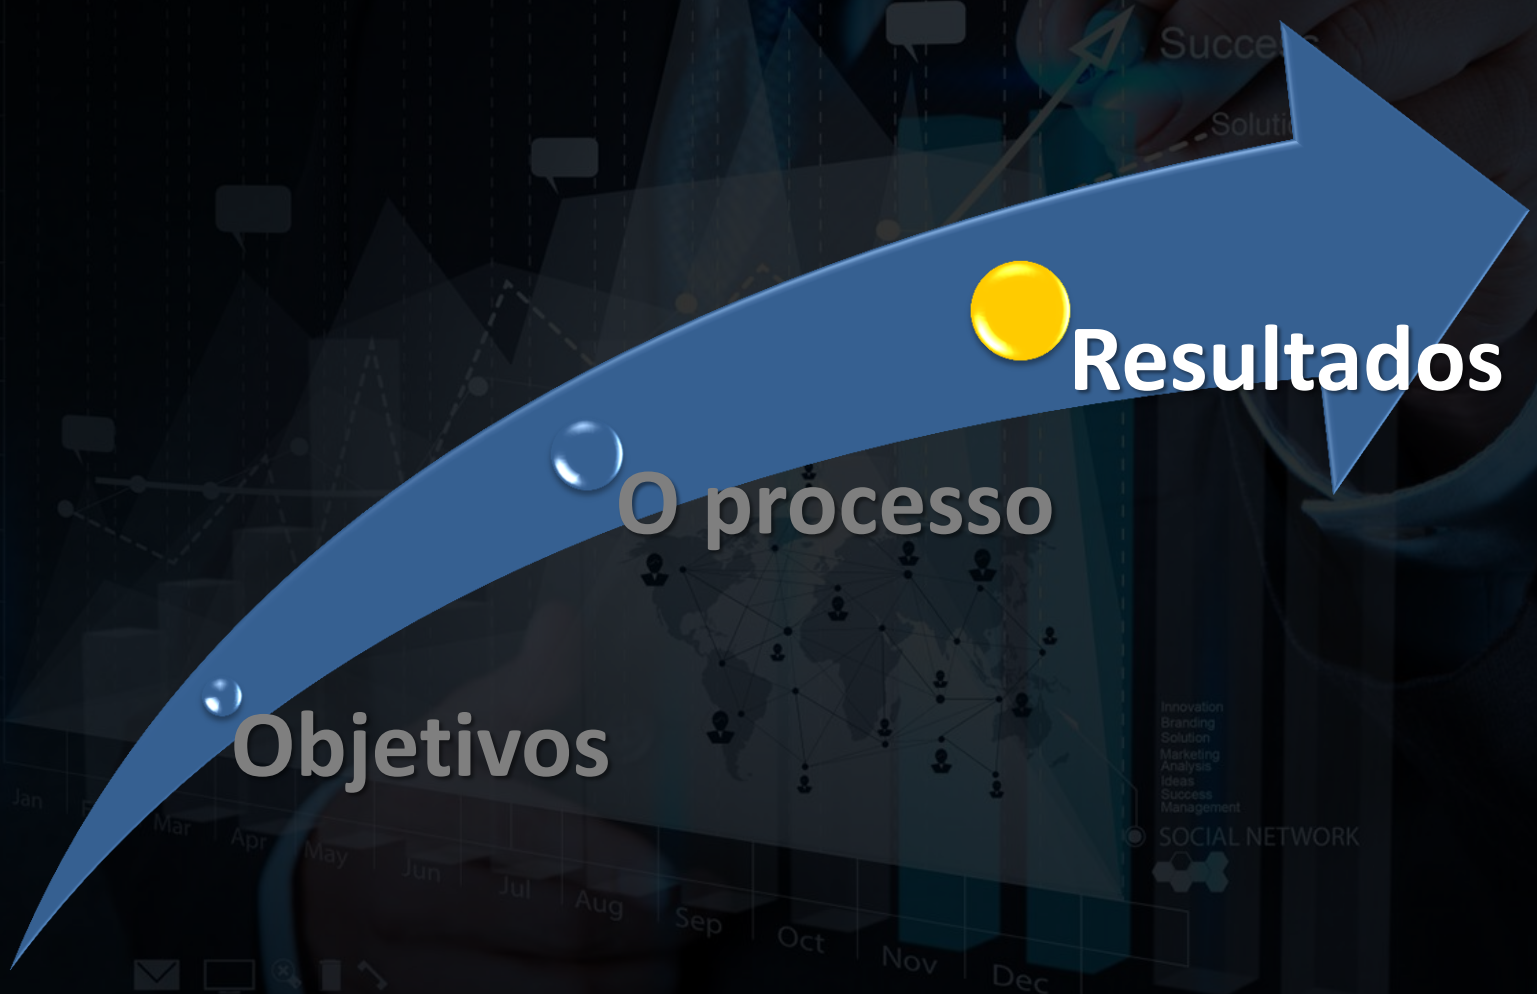 Success
Resultados
O processo
Objetivos
Innovation
Branding
Solution
Marketing
Analysis
Ideas
Success
Management
SOCIAL NETWORK
Jan
Mar
Apr
May
Jun
Jul
Aug
Sep
Oct
Nov
Dec